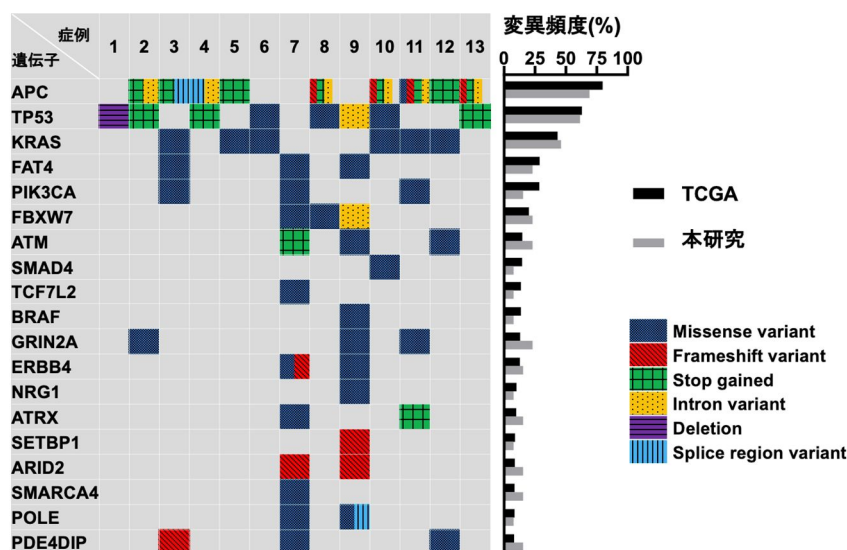 症例
遺伝子
1 2 3 4 5 6 7 8 9 10 11 12 13
変異頻度(%)
0 25 50 75 100
APC
TP53
KRAS
FAT4
PIK3CA
FBXW7
ATM
SMAD4
TCF7L2
BRAF
GRIN2A
ERBB4
NRG1
ATRX
SETBP1
ARID2
SMARCA4
POLE
PDE4DIP
TCGA
本研究
Missense variant
Frameshift variant
Stop gained
Intron variant
Deletion
Splice region variant